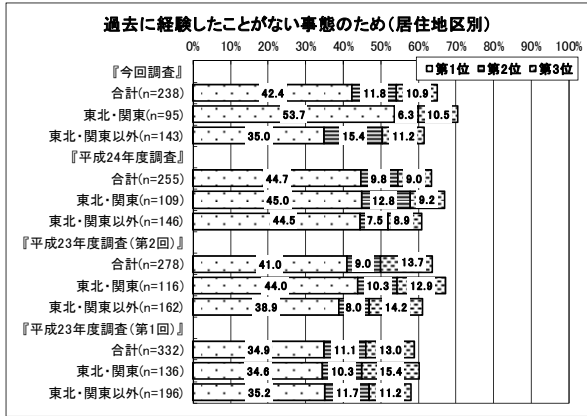 過去に経験したことがない事態のため(居住地区別)
0% 10% 20% 30% 40% 50% 60% 70% 80% 90% 100%
第1位 第2位 第3位
『今回調査』
合計(n=238) 42.4 11.8 10.9
東北・関東(n=95) 53.7 6.3 10.5
東北・関東以外(n=143) 35.0 15.4 11.2
『平成24年度調査』
合計(n=255) 44.7 9.8 9.0
東北・関東(n=109) 45.0 12.8 9.2
東北・関東以外(n=146) 44.5 7.5 8.9
『平成23年度調査(第2回)』
合計(n=278) 41.0 9.0 13.7
東北・関東(n=116) 44.0 10.3 12.9
東北・関東以外(n=162) 38.9 8.0 14.2
『平成23年度調査(第1回)』
合計(n=332) 34.9 11.1 13.0
東北・関東(n=136) 34.6 10.3 15.4
東北・関東以外(n=196) 35.2 11.7 11.2